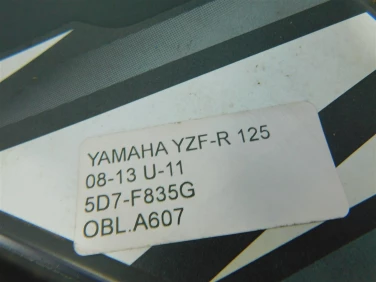 YAMAHA YZF-R 125
08-13 U-11
5D7-F835G
OBL.A607